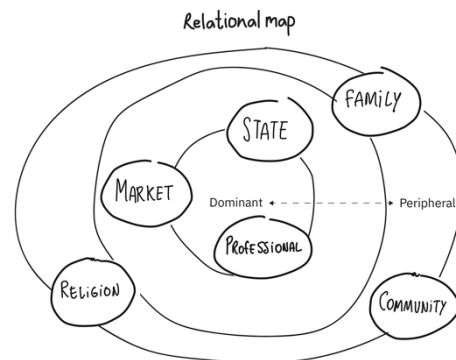 Relational map
FAMILY
STATE
MARKET
Dominant
Peripheral
PROFESSIONAL
RELIGION
COMMUNITY